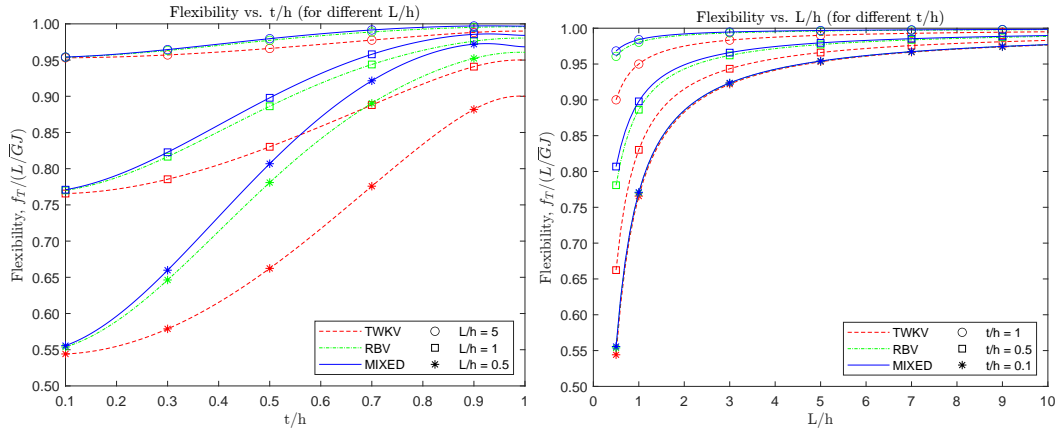 Flexibility vs. t/h (for different L/h)
1.00
0.95
0.90
0.85
0.80
0.75
0.70
0.65
0.60
0.55
0.50
Flexibility, f_T/(L/G̅J)
TWKV L/h = 5
RBV L/h = 1
MIXED L/h = 0.5
0.1 0.2 0.3 0.4 0.5 0.6 0.7 0.8 0.9 1
t/h
Flexibility vs. L/h (for different t/h)
1.00
0.95
0.90
0.85
0.80
0.75
0.70
0.65
0.60
0.55
0.50
Flexibility, f_T/(L/G̅J)
TWKV t/h = 1
RBV t/h = 0.5
MIXED t/h = 0.1
0 1 2 3 4 5 6 7 8 9 10
L/h